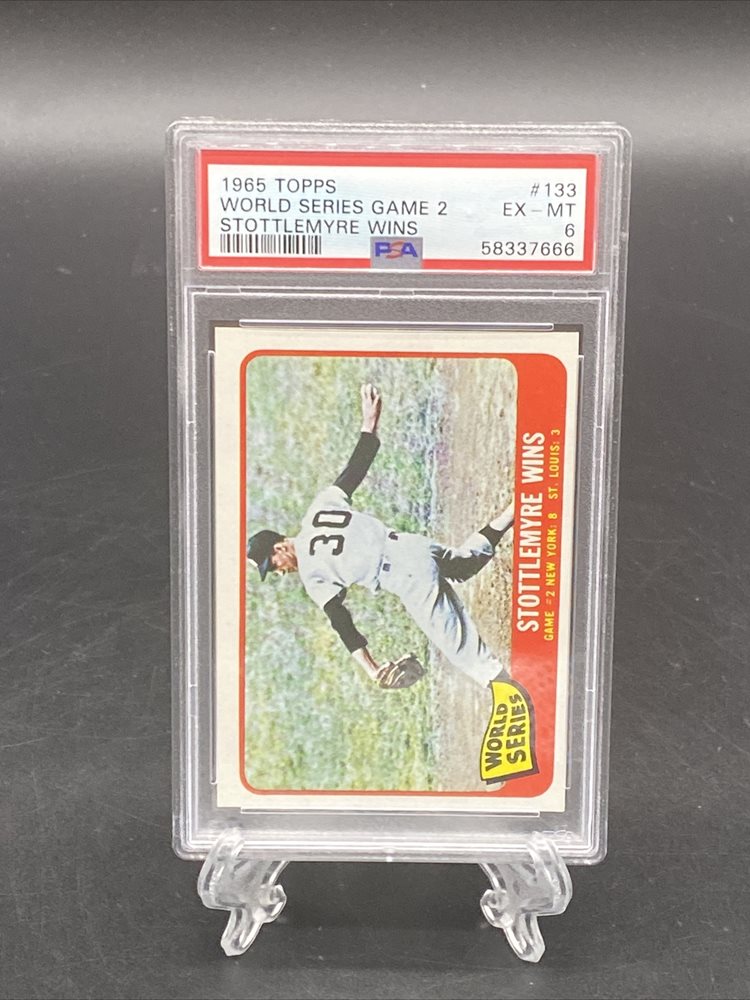 1965 TOPPS #133
WORLD SERIES GAME 2 EX-MT
STOTTLEMYRE WINS 6
PSA 58337666
30
STOTTLEMYRE WINS
GAME #2 NEW YORK: 8 ST. LOUIS: 3
WORLD
SERIES